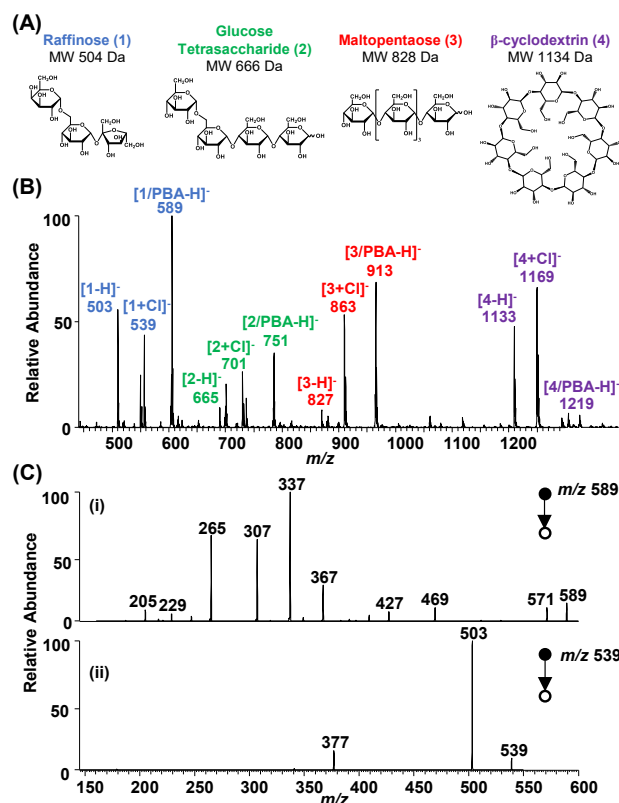 (A)
Raffinose (1)
MW 504 Da
Glucose
Tetrasaccharide (2)
MW 666 Da
Maltopentaose (3)
MW 828 Da
β-cyclodextrin (4)
MW 1134 Da
(B)
Relative Abundance
100
50
0
[1-H]-
503
[1+Cl]-
539
[1/PBA-H]-
589
[2-H]-
665
[2+Cl]-
701
[2/PBA-H]-
751
[3-H]-
827
[3+Cl]-
863
[3/PBA-H]-
913
[4-H]-
1133
[4+Cl]-
1169
[4/PBA-H]-
1219
500 600 700 800 900 1000 1100 1200
m/z
(C)
Relative Abundance
100
50
0
(i)
205 229 265 307 337 367 427 469 571 589
m/z 589
100
50
0
(ii)
377 503 539
m/z 539
150 200 250 300 350 400 450 500 550 600
m/z